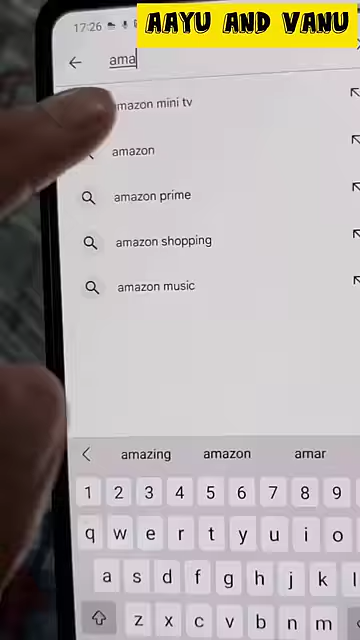 AAYU AND VANU
17:26
ama
amazon mini tv
amazon
amazon prime
amazon shopping
amazon music
amazing amazon amar
1 2 3 4 5 6 7 8 9
q w e r t y u i o
a s d f g h j k l
z x c v b n m